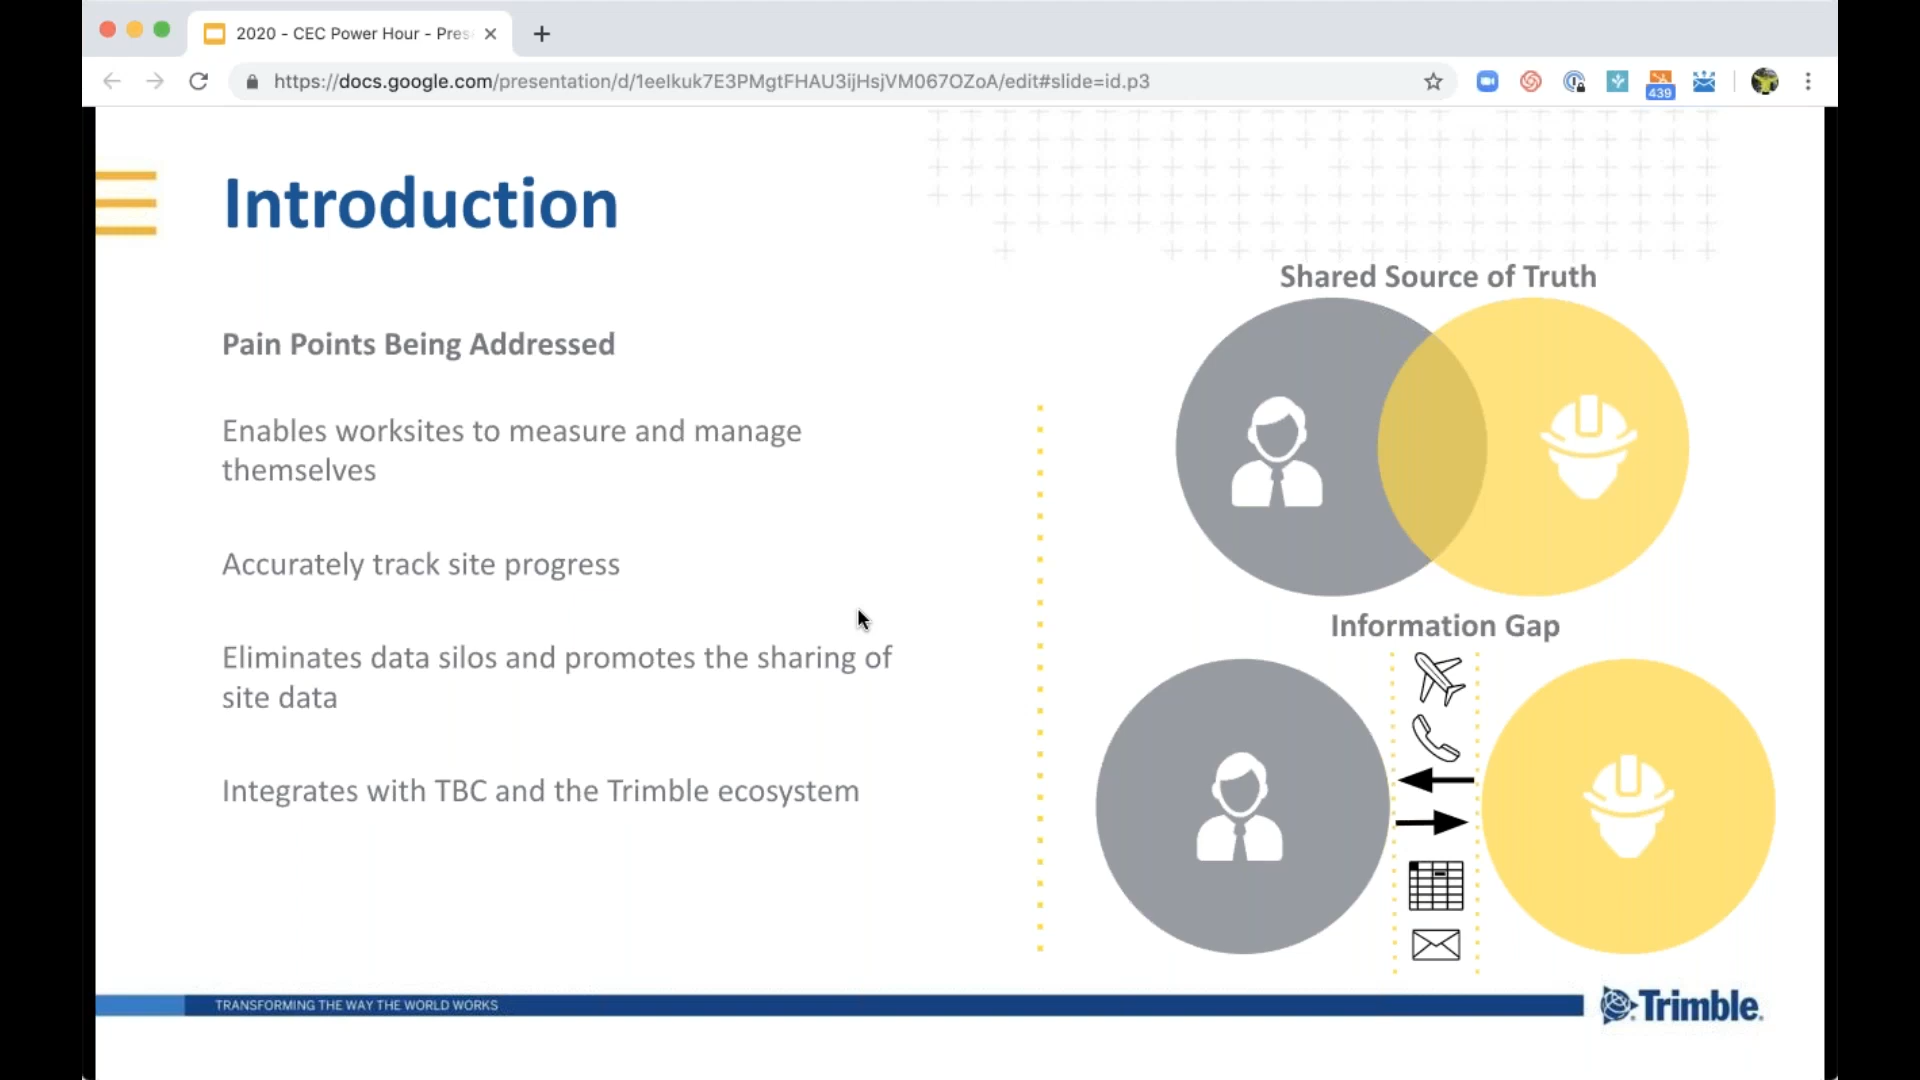 2020 - CEC Power Hour - Pres
https://docs.google.com/presentation/d/1eelkuk7E3PMgtFHAU3ijHsjVM067OZoA/edit#slide=id.p3
439
Introduction
Shared Source of Truth
Pain Points Being Addressed
Enables worksites to measure and manage
themselves
Accurately track site progress
Information Gap
Eliminates data silos and promotes the sharing of
site data
Integrates with TBC and the Trimble ecosystem
TRANSFORMING THE WAY THE WORLD WORKS
Trimble.